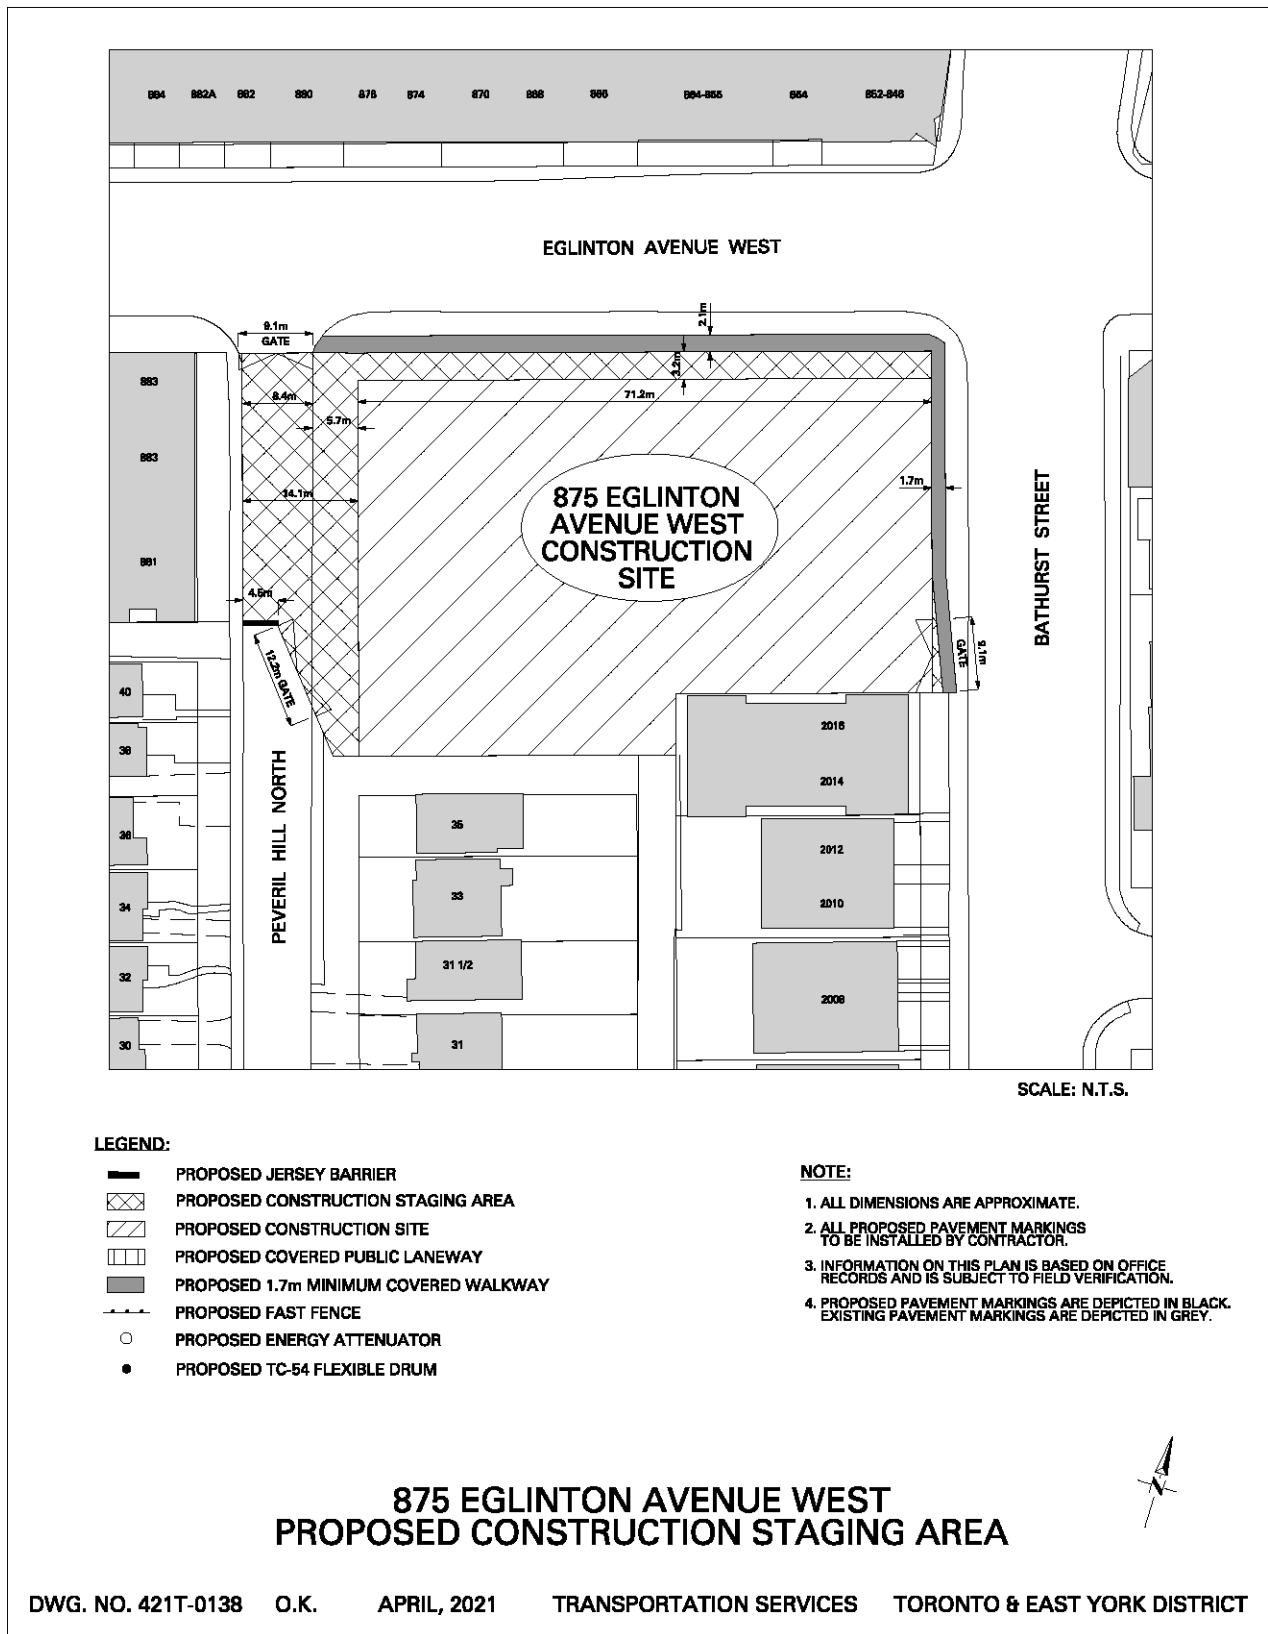 884 882A 882 880 878 874 870 868 866 864-855 854 852-846
EGLINTON AVENUE WEST
9.1m
GATE
2.1m
3.2m
883
8.4m
71.2m
5.7m
883
14.1m
1.7m
875 EGLINTON
AVENUE WEST
CONSTRUCTION
SITE
BATHURST STREET
881
4.5m
12.2m GATE
GATE
9.1m
40
38
36
34
32
30
PEVERIL HILL NORTH
35
33
31 1/2
31
2016
2014
2012
2010
2008
SCALE: N.T.S.
LEGEND:
PROPOSED JERSEY BARRIER
PROPOSED CONSTRUCTION STAGING AREA
PROPOSED CONSTRUCTION SITE
PROPOSED COVERED PUBLIC LANEWAY
PROPOSED 1.7m MINIMUM COVERED WALKWAY
PROPOSED FAST FENCE
PROPOSED ENERGY ATTENUATOR
PROPOSED TC-54 FLEXIBLE DRUM
NOTE:
1. ALL DIMENSIONS ARE APPROXIMATE.
2. ALL PROPOSED PAVEMENT MARKINGS
TO BE INSTALLED BY CONTRACTOR.
3. INFORMATION ON THIS PLAN IS BASED ON OFFICE
RECORDS AND IS SUBJECT TO FIELD VERIFICATION.
4. PROPOSED PAVEMENT MARKINGS ARE DEPICTED IN BLACK.
EXISTING PAVEMENT MARKINGS ARE DEPICTED IN GREY.
N
875 EGLINTON AVENUE WEST
PROPOSED CONSTRUCTION STAGING AREA
DWG. NO. 421T-0138 O.K. APRIL, 2021 TRANSPORTATION SERVICES TORONTO & EAST YORK DISTRICT